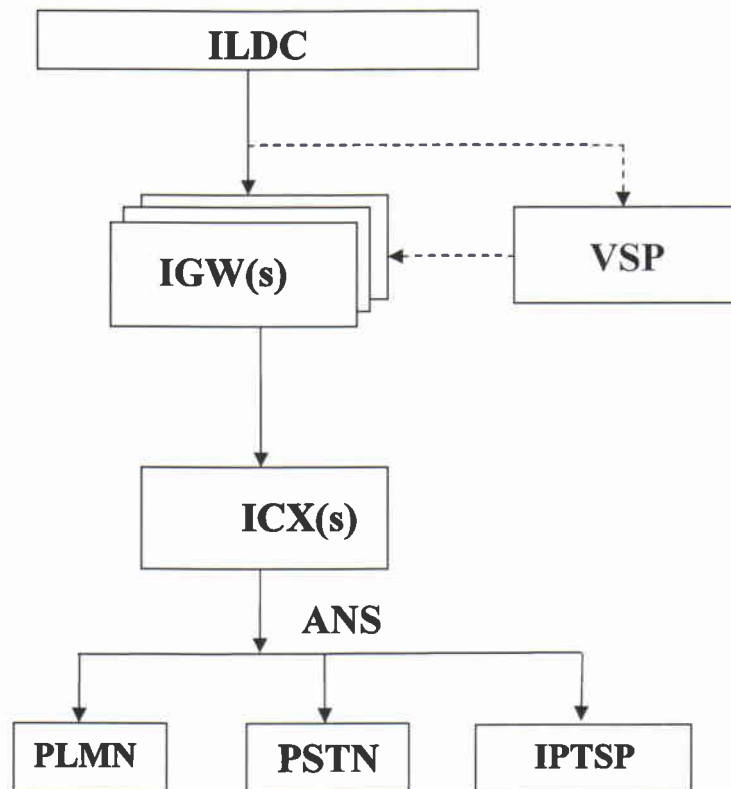 ILDC
IGW(s)
VSP
ICX(s)
ANS
PLMN
PSTN
IPTSP